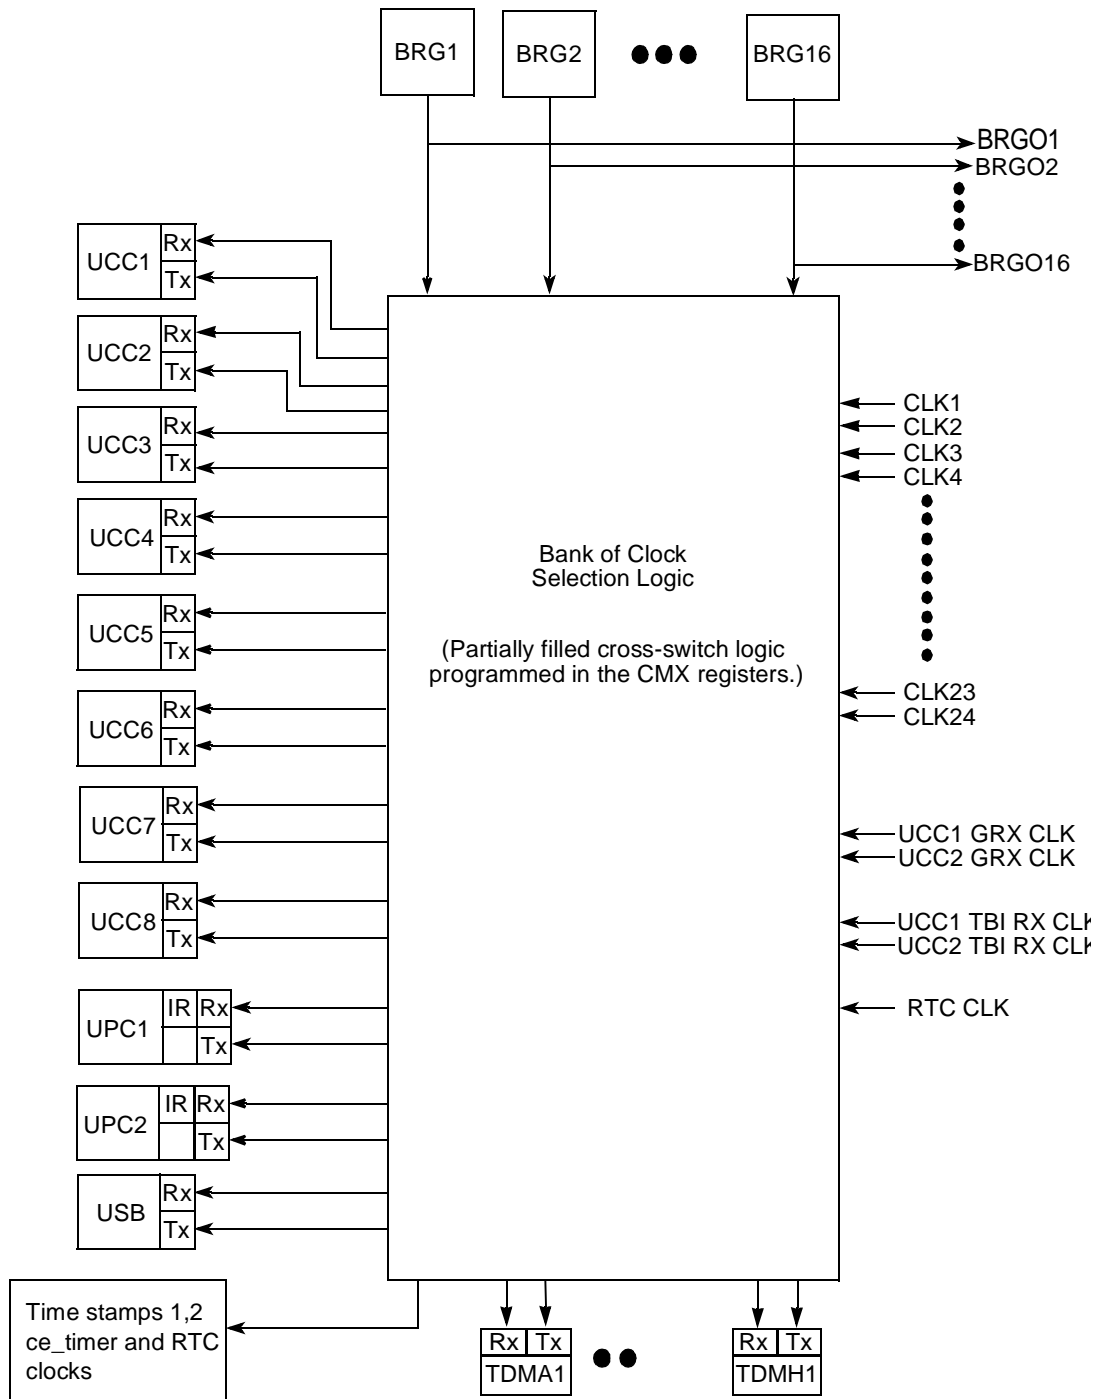 BRG1
BRG2
BRG16
BRGO1
BRGO2
BRGO16
UCC1
Rx
Tx
UCC2
Rx
Tx
UCC3
Rx
Tx
UCC4
Rx
Tx
UCC5
Rx
Tx
UCC6
Rx
Tx
UCC7
Rx
Tx
UCC8
Rx
Tx
UPC1
IR
Rx
Tx
UPC2
IR
Rx
Tx
USB
Rx
Tx
Bank of Clock
Selection Logic
(Partially filled cross-switch logic
programmed in the CMX registers.)
CLK1
CLK2
CLK3
CLK4
CLK23
CLK24
UCC1 GRX CLK
UCC2 GRX CLK
UCC1 TBI RX CLK
UCC2 TBI RX CLK
RTC CLK
Time stamps 1,2
ce_timer and RTC
clocks
Rx
Tx
TDMA1
Rx
Tx
TDMH1